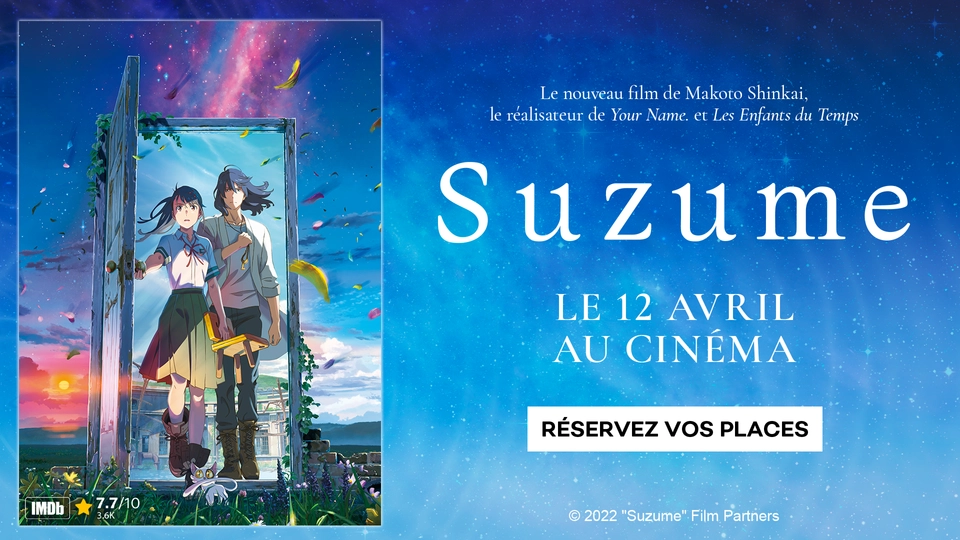 Le nouveau film de Makoto Shinkai,
le réalisateur de Your Name. et Les Enfants du Temps
Suzume
LE 12 AVRIL
AU CINÉMA
RÉSERVEZ VOS PLACES
© 2022 "Suzume" Film Partners
IMDb 7.7/10
3.6K